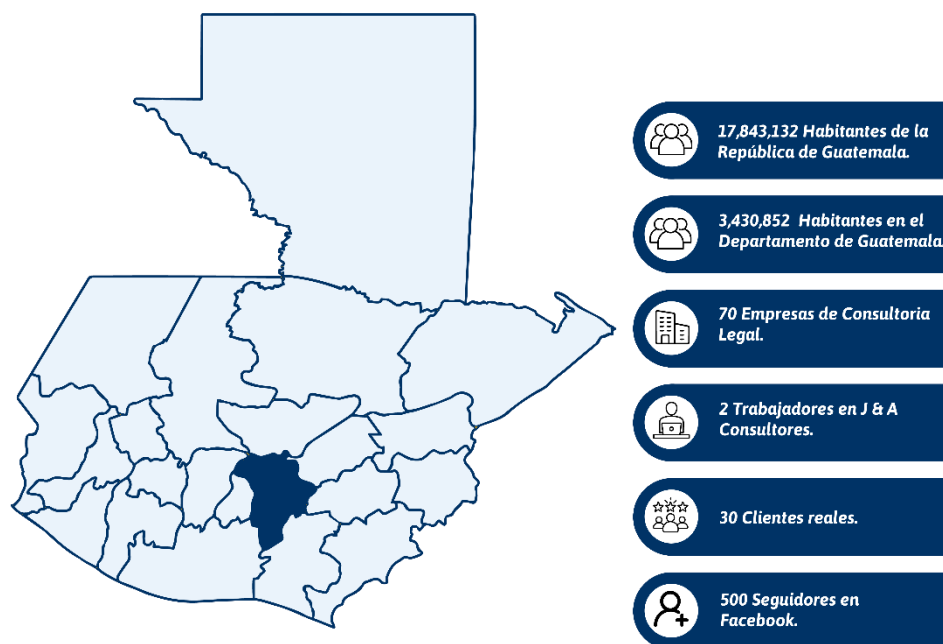 17,843,132 Habitantes de la
República de Guatemala.
3,430,852 Habitantes en el
Departamento de Guatemala
70 Empresas de Consultoria
Legal.
2 Trabajadores en J & A
Consultores.
30 Clientes reales.
500 Seguidores en
Facebook.